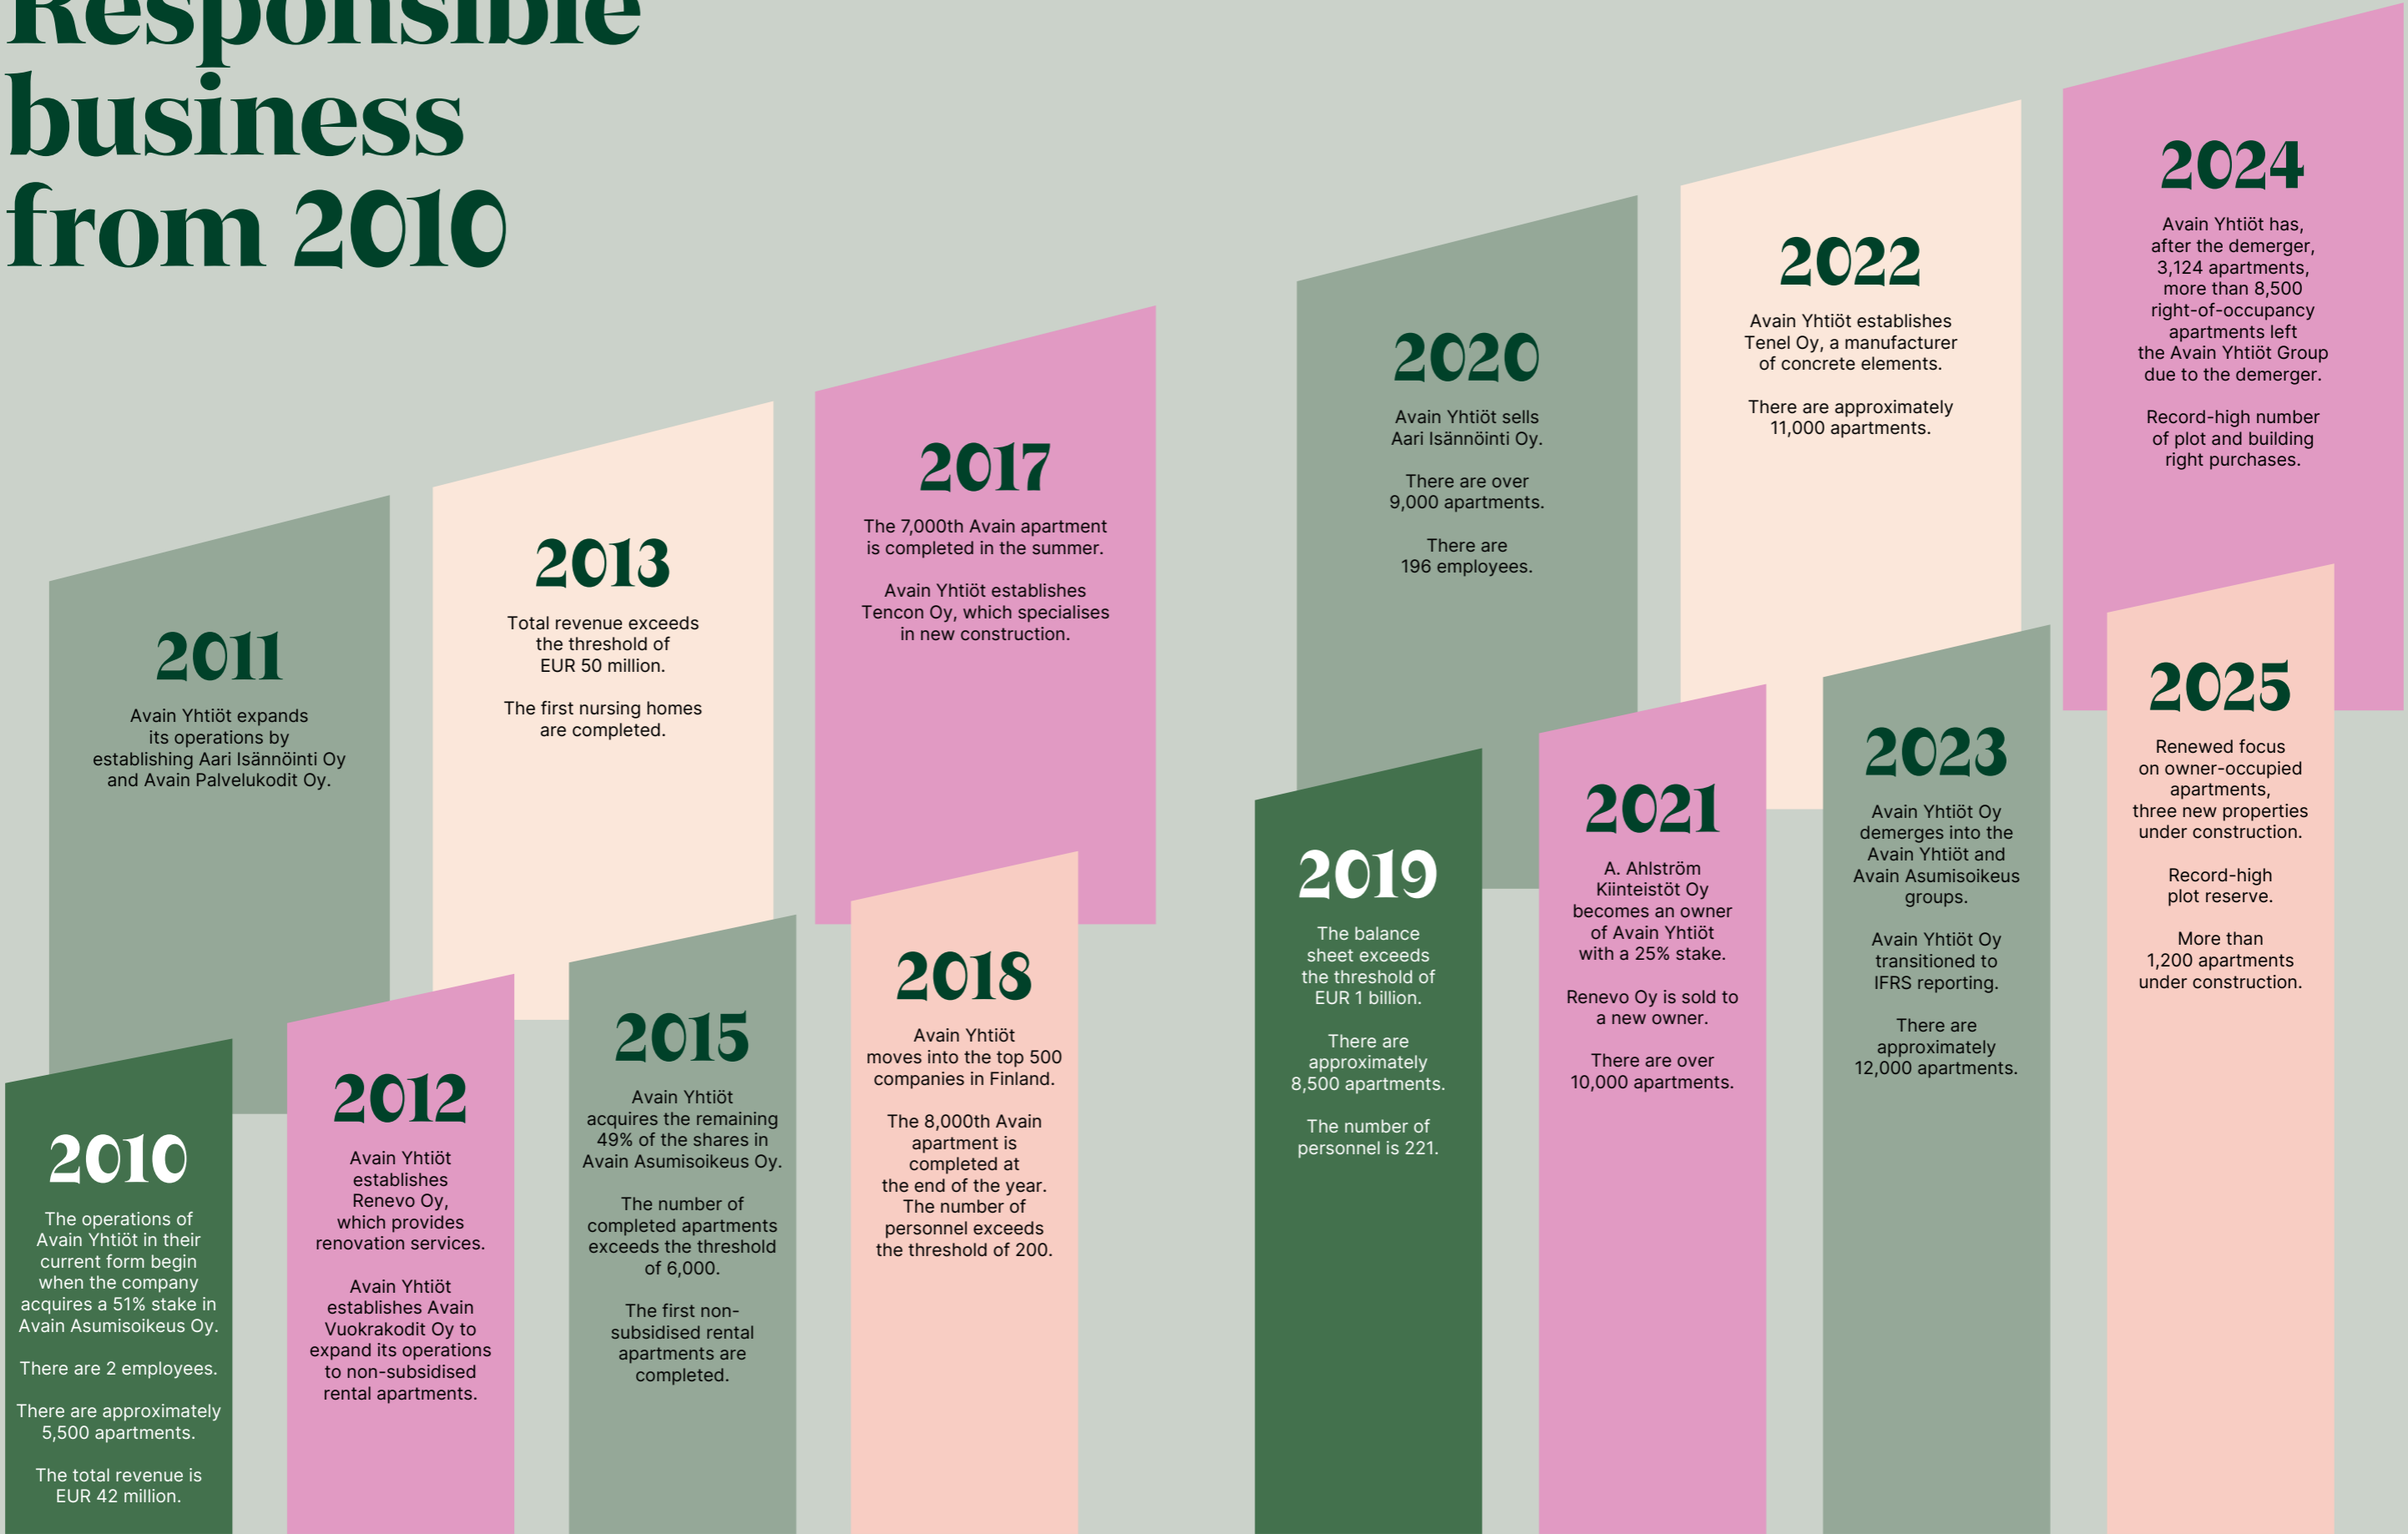 Responsible
business
from 2010
2010
The operations of
Avain Yhtiöt in their
current form begin
when the company
acquires a 51% stake in
Avain Asumisoikeus Oy.
There are 2 employees.
There are approximately
5,500 apartments.
The total revenue is
EUR 42 million.
2011
Avain Yhtiöt expands
its operations by
establishing Aari Isännöinti Oy
and Avain Palvelukodit Oy.
2012
Avain Yhtiöt
establishes
Renevo Oy,
which provides
renovation services.
Avain Yhtiöt
establishes Avain
Vuokrakodit Oy to
expand its operations
to non-subsidised
rental apartments.
2013
Total revenue exceeds
the threshold of
EUR 50 million.
The first nursing homes
are completed.
2015
Avain Yhtiöt
acquires the remaining
49% of the shares in
Avain Asumisoikeus Oy.
The number of
completed apartments
exceeds the threshold
of 6,000.
The first non-
subsidised rental
apartments are
completed.
2017
The 7,000th Avain apartment
is completed in the summer.
Avain Yhtiöt establishes
Tencon Oy, which specialises
in new construction.
2018
Avain Yhtiöt
moves into the top 500
companies in Finland.
The 8,000th Avain
apartment is
completed at
the end of the year.
The number of
personnel exceeds
the threshold of 200.
2019
The balance
sheet exceeds
the threshold of
EUR 1 billion.
There are
approximately
8,500 apartments.
The number of
personnel is 221.
2020
Avain Yhtiöt sells
Aari Isännöinti Oy.
There are over
9,000 apartments.
There are
196 employees.
2021
A. Ahlström
Kiinteistöt Oy
becomes an owner
of Avain Yhtiöt
with a 25% stake.
Renevo Oy is sold to
a new owner.
There are over
10,000 apartments.
2022
Avain Yhtiöt establishes
Tenel Oy, a manufacturer
of concrete elements.
There are approximately
11,000 apartments.
2023
Avain Yhtiöt Oy
demerges into the
Avain Yhtiöt and
Avain Asumisoikeus
groups.
Avain Yhtiöt Oy
transitioned to
IFRS reporting.
There are
approximately
12,000 apartments.
2024
Avain Yhtiöt has,
after the demerger,
3,124 apartments,
more than 8,500
right-of-occupancy
apartments left
the Avain Yhtiöt Group
due to the demerger.
Record-high number
of plot and building
right purchases.
2025
Renewed focus
on owner-occupied
apartments,
three new properties
under construction.
Record-high
plot reserve.
More than
1,200 apartments
under construction.